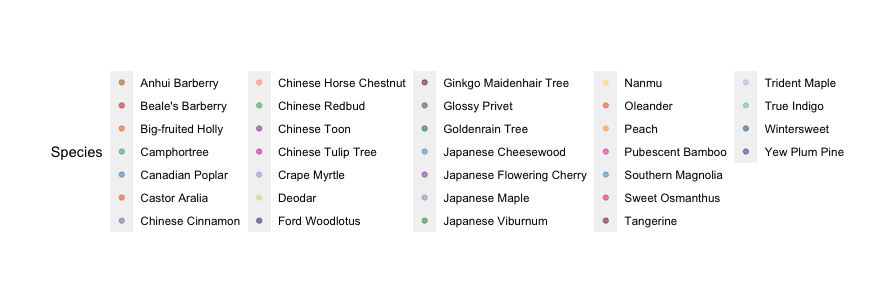 Species
Anhui Barberry
Beale's Barberry
Big-fruited Holly
Camphortree
Canadian Poplar
Castor Aralia
Chinese Cinnamon
Chinese Horse Chestnut
Chinese Redbud
Chinese Toon
Chinese Tulip Tree
Crape Myrtle
Deodar
Ford Woodlotus
Ginkgo Maidenhair Tree
Glossy Privet
Goldenrain Tree
Japanese Cheesewood
Japanese Flowering Cherry
Japanese Maple
Japanese Viburnum
Nanmu
Oleander
Peach
Pubescent Bamboo
Southern Magnolia
Sweet Osmanthus
Tangerine
Trident Maple
True Indigo
Wintersweet
Yew Plum Pine